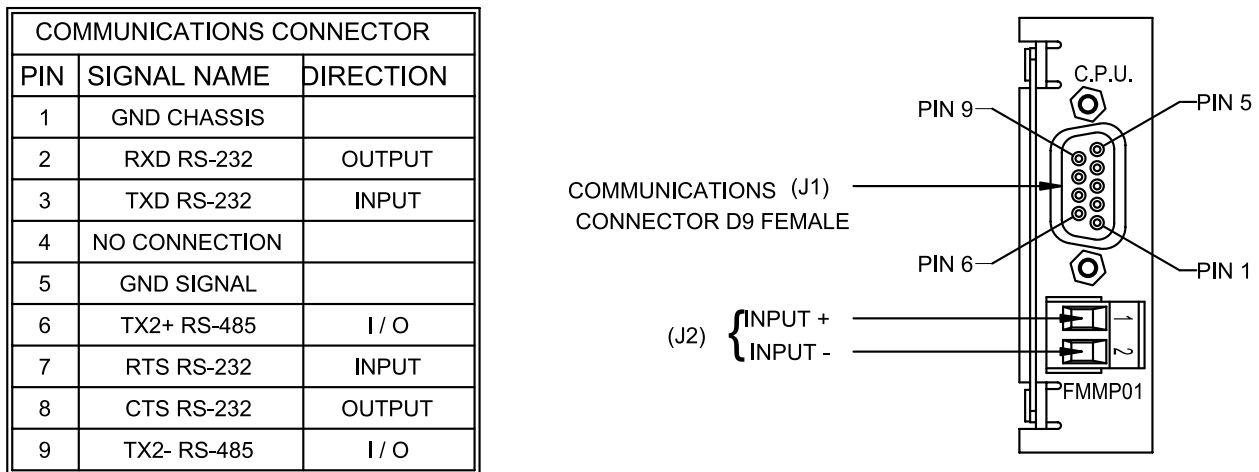 COMMUNICATIONS CONNECTOR
PIN SIGNAL NAME DIRECTION
1 GND CHASSIS
2 RXD RS-232 OUTPUT
3 TXD RS-232 INPUT
4 NO CONNECTION
5 GND SIGNAL
6 TX2+ RS-485 I / O
7 RTS RS-232 INPUT
8 CTS RS-232 OUTPUT
9 TX2- RS-485 I / O
C.P.U.
PIN 9
PIN 5
COMMUNICATIONS (J1)
CONNECTOR D9 FEMALE
PIN 6
PIN 1
(J2) { INPUT +
INPUT -
1
2
FMMP01